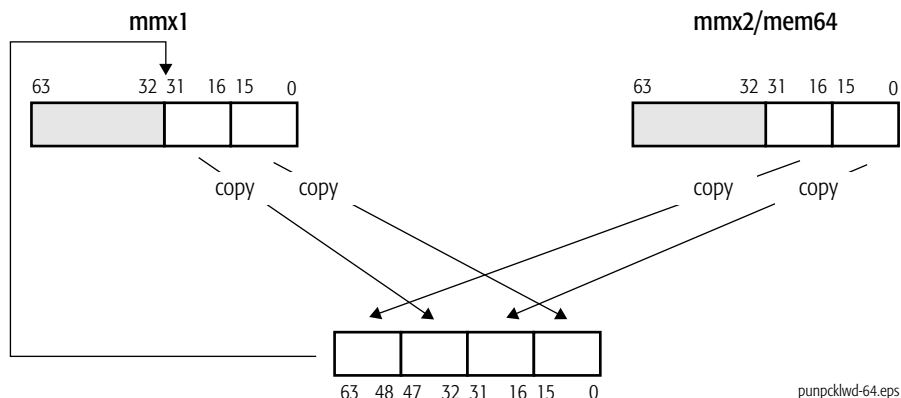 mmx1 mmx2/mem64
63 32 31 16 15 0 63 32 31 16 15 0
copy copy copy copy
63 48 47 32 31 16 15 0
punpcklwd-64.eps